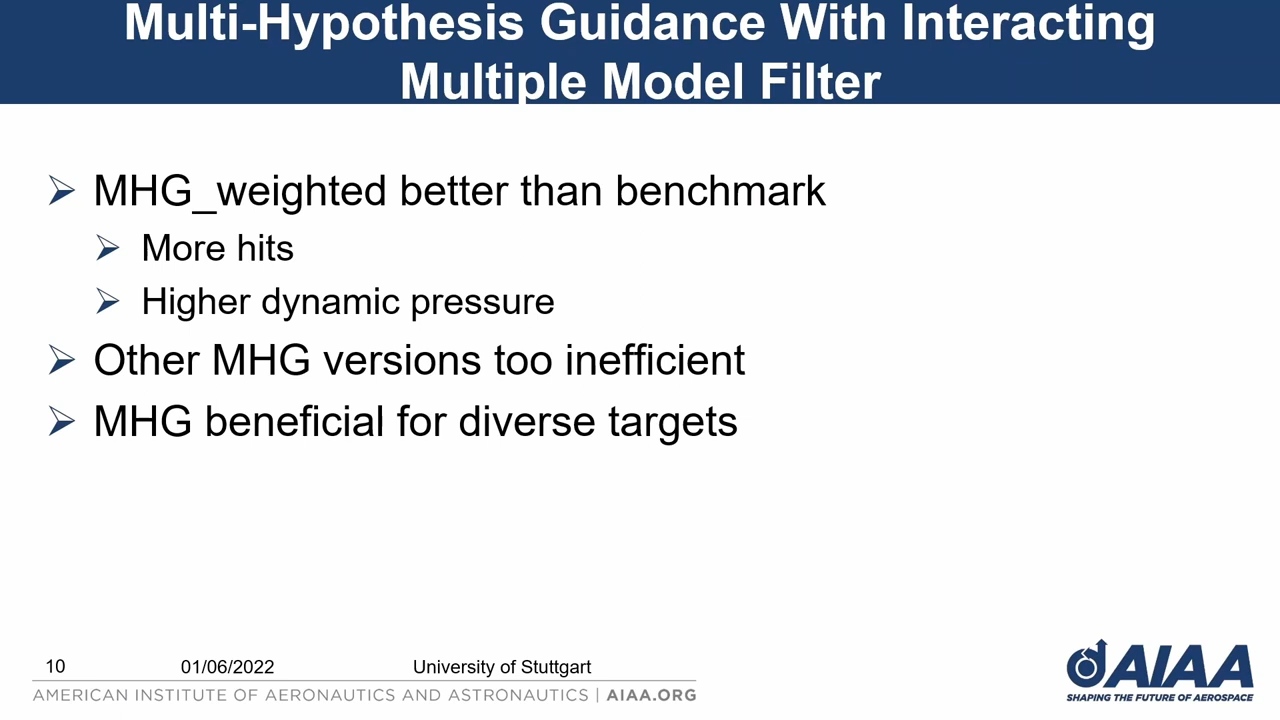 Multi-Hypothesis Guidance With Interacting
Multiple Model Filter
MHG_weighted better than benchmark
More hits
Higher dynamic pressure
Other MHG versions too inefficient
MHG beneficial for diverse targets
10 01/06/2022 University of Stuttgart
AMERICAN INSTITUTE OF AERONAUTICS AND ASTRONAUTICS | AIAA.ORG
AIAA
SHAPING THE FUTURE OF AEROSPACE